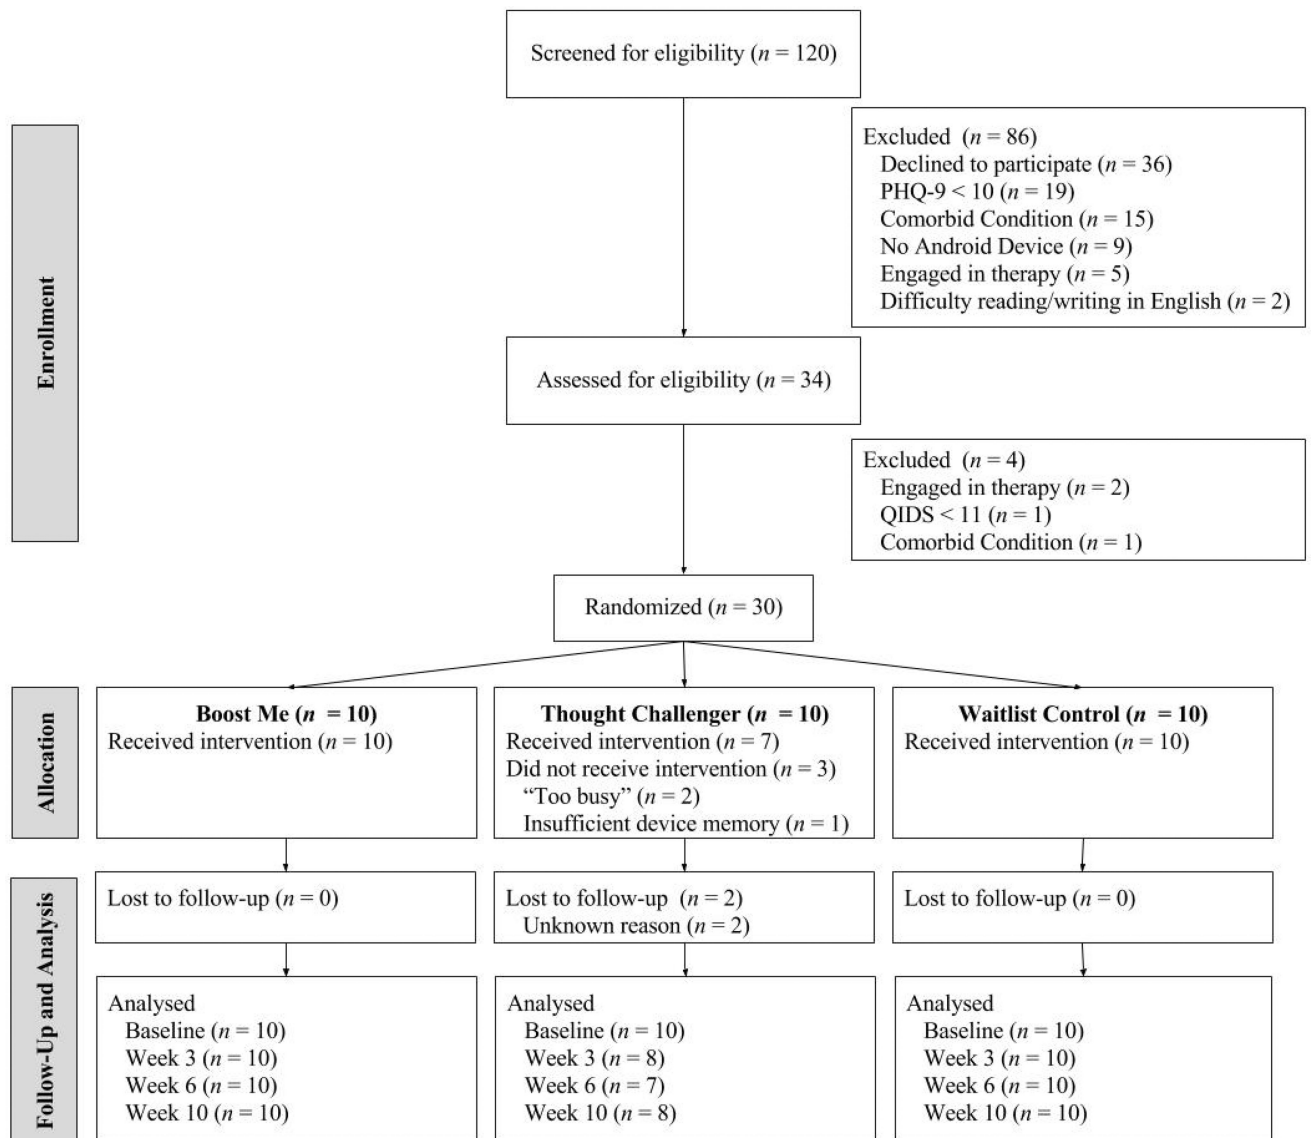 Screened for eligibility (n = 120)
Enrollment
Excluded (n = 86)
Declined to participate (n = 36)
PHQ-9 < 10 (n = 19)
Comorbid Condition (n = 15)
No Android Device (n = 9)
Engaged in therapy (n = 5)
Difficulty reading/writing in English (n = 2)
Assessed for eligibility (n = 34)
Excluded (n = 4)
Engaged in therapy (n = 2)
QIDS < 11 (n = 1)
Comorbid Condition (n = 1)
Randomized (n = 30)
Allocation
Boost Me (n = 10)
Received intervention (n = 10)
Thought Challenger (n = 10)
Received intervention (n = 7)
Did not receive intervention (n = 3)
“Too busy” (n = 2)
Insufficient device memory (n = 1)
Waitlist Control (n = 10)
Received intervention (n = 10)
Follow-Up and Analysis
Lost to follow-up (n = 0)
Lost to follow-up (n = 2)
Unknown reason (n = 2)
Lost to follow-up (n = 0)
Analysed
Baseline (n = 10)
Week 3 (n = 10)
Week 6 (n = 10)
Week 10 (n = 10)
Analysed
Baseline (n = 10)
Week 3 (n = 8)
Week 6 (n = 7)
Week 10 (n = 8)
Analysed
Baseline (n = 10)
Week 3 (n = 10)
Week 6 (n = 10)
Week 10 (n = 10)